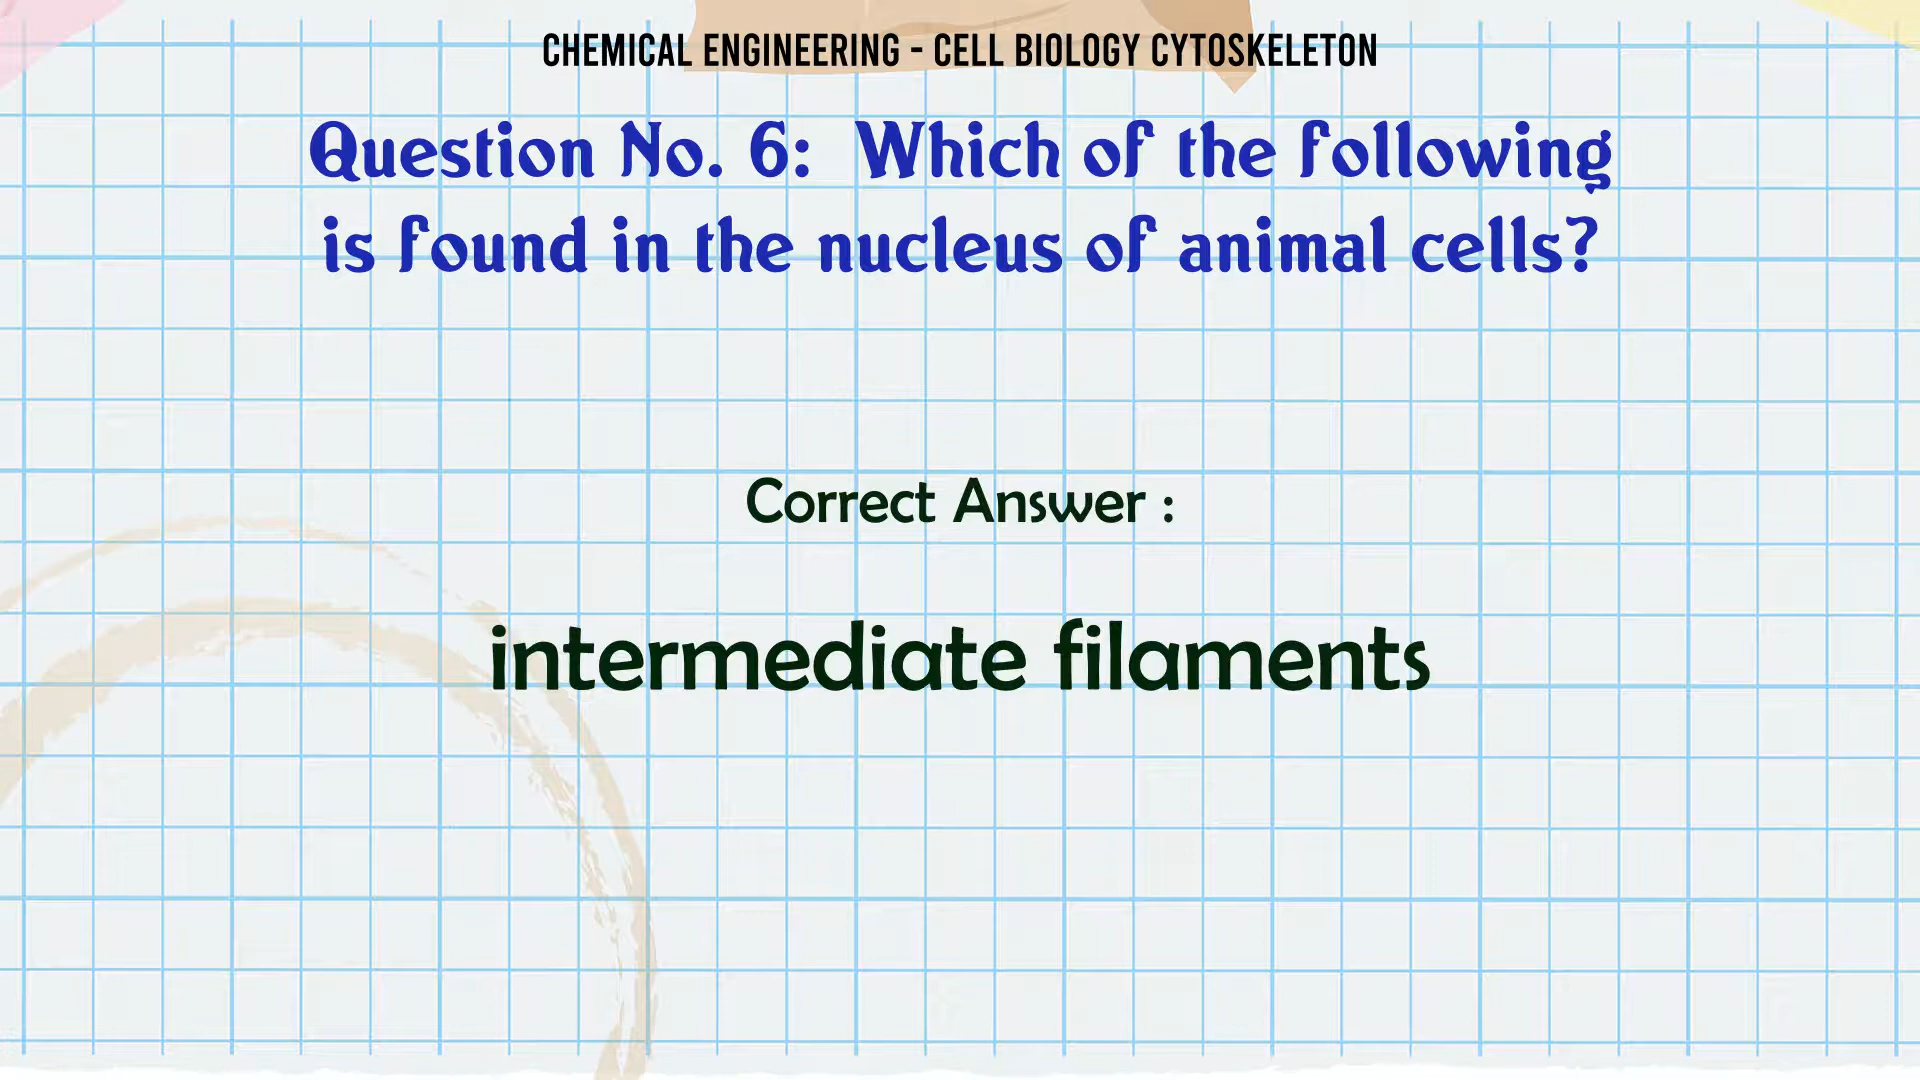 CHEMICAL ENGINEERING - CELL BIOLOGY CYTOSKELETON
Question No. 6: Which of the following
is found in the nucleus of animal cells?
Correct Answer :
intermediate filaments